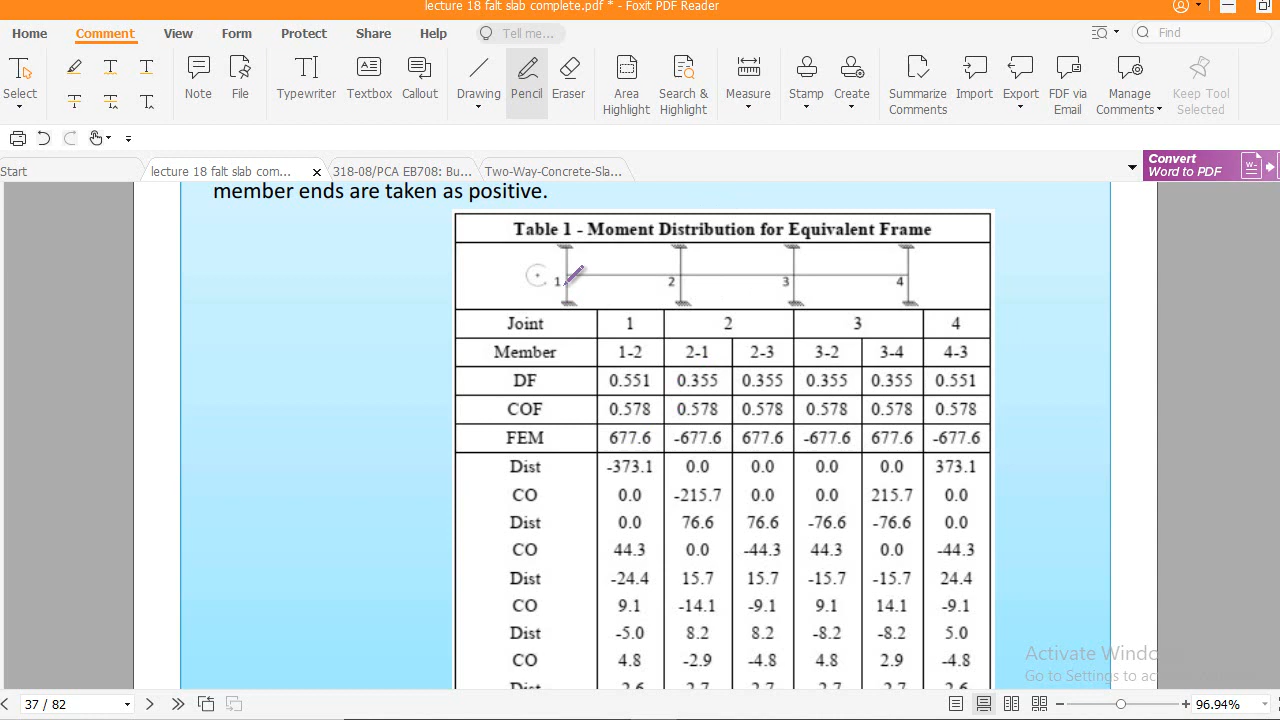 lecture 18 falt slab complete.pdf * - Foxit PDF Reader
Home Comment View Form Protect Share Help Tell me... Find
Select Note File Typewriter Textbox Callout Drawing Pencil Eraser Area Highlight Search & Highlight Measure Stamp Create Summarize Comments Import Export FDF via Email Manage Comments Keep Tool Selected
Start lecture 18 falt slab com... 318-08/PCA EB708: Bu... Two-Way-Concrete-Sla... Convert Word to PDF
member ends are taken as positive.
Table 1 - Moment Distribution for Equivalent Frame
1 2 3 4
Joint 1 2 3 4
Member 1-2 2-1 2-3 3-2 3-4 4-3
DF 0.551 0.355 0.355 0.355 0.355 0.551
COF 0.578 0.578 0.578 0.578 0.578 0.578
FEM 677.6 -677.6 677.6 -677.6 677.6 -677.6
Dist -373.1 0.0 0.0 0.0 0.0 373.1
CO 0.0 -215.7 0.0 0.0 215.7 0.0
Dist 0.0 76.6 76.6 -76.6 -76.6 0.0
CO 44.3 0.0 -44.3 44.3 0.0 -44.3
Dist -24.4 15.7 15.7 -15.7 -15.7 24.4
CO 9.1 -14.1 -9.1 9.1 14.1 -9.1
Dist -5.0 8.2 8.2 -8.2 -8.2 5.0
CO 4.8 -2.9 -4.8 4.8 2.9 -4.8
Activate Windo
Go to Settings to ac
37 / 82 96.94%